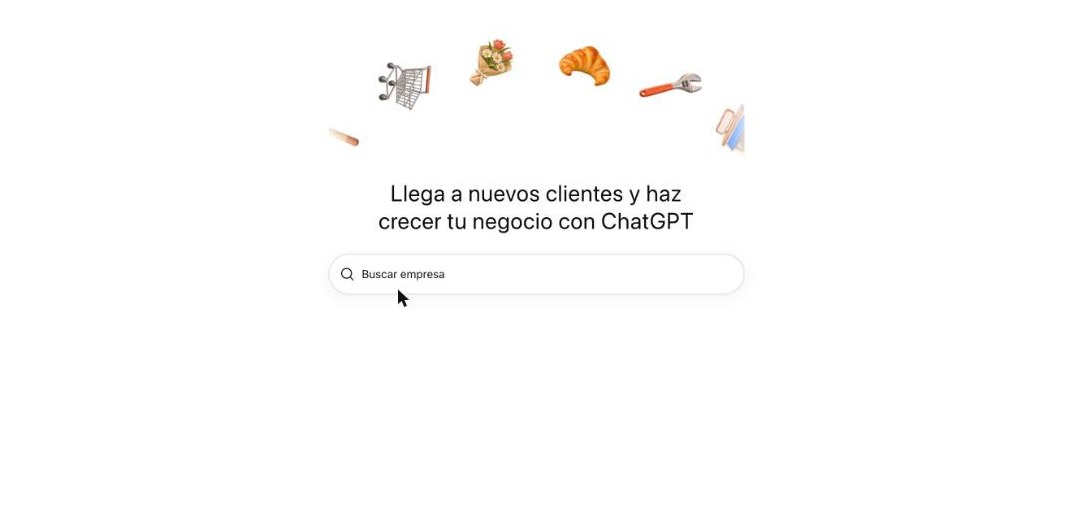 Llega a nuevos clientes y haz
crecer tu negocio con ChatGPT
Buscar empresa